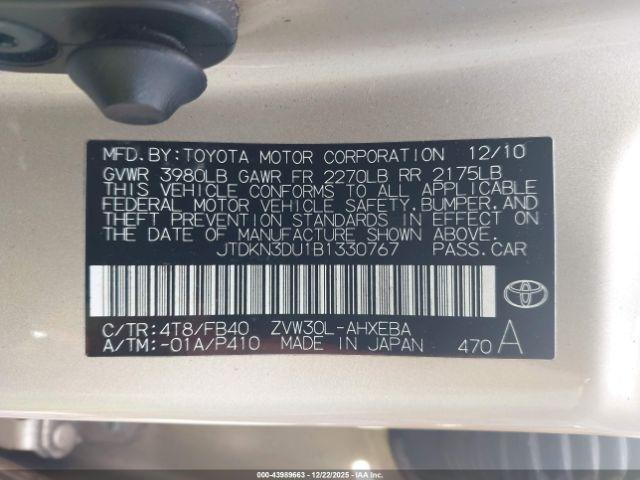 MFD. BY: TOYOTA MOTOR CORPORATION 12/10
GVWR 3980LB GAWR FR 2270LB RR 2175LB
THIS VEHICLE CONFORMS TO ALL APPLICABLE
FEDERAL MOTOR VEHICLE SAFETY, BUMPER, AND
THEFT PREVENTION STANDARDS IN EFFECT ON
THE DATE OF MANUFACTURE SHOWN ABOVE.
JTDKN3DU1B1330767 PASS. CAR
C/TR: 4T8/FB40 ZVW30L-AHXEBA
A/TM: -01A/P410 MADE IN JAPAN 470 A
000-43989663 - 12/22/2025 - IAAI.COM